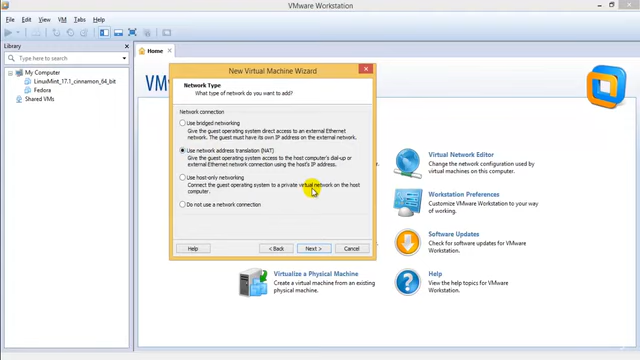 VMware Workstation
File Edit View VM Tabs Help
Library
Type here to search
My Computer
LinuxMint_17.1_cinnamon_64_bit
Fedora
Shared VMs
Home
VM
New Virtual Machine Wizard
Network Type
What type of network do you want to add?
Network connection
Use bridged networking
Give the guest operating system direct access to an external Ethernet
network. The guest must have its own IP address on the external network.
Use network address translation (NAT)
Give the guest operating system access to the host computer's dial-up or
external Ethernet network connection using the host's IP address.
Use host-only networking
Connect the guest operating system to a private virtual network on the host
computer.
Do not use a network connection
Help
< Back
Next >
Cancel
Virtual Network Editor
Change the network configuration used by
virtual machines on this computer.
Workstation Preferences
Customize VMware Workstation to
way of working.
Software Updates
Check for software updates to VMware
Workstation.
Virtualize a Physical Machine
Create a virtual machine from an existing
physical machine.
Help
View the help topics for VMware
Workstation.